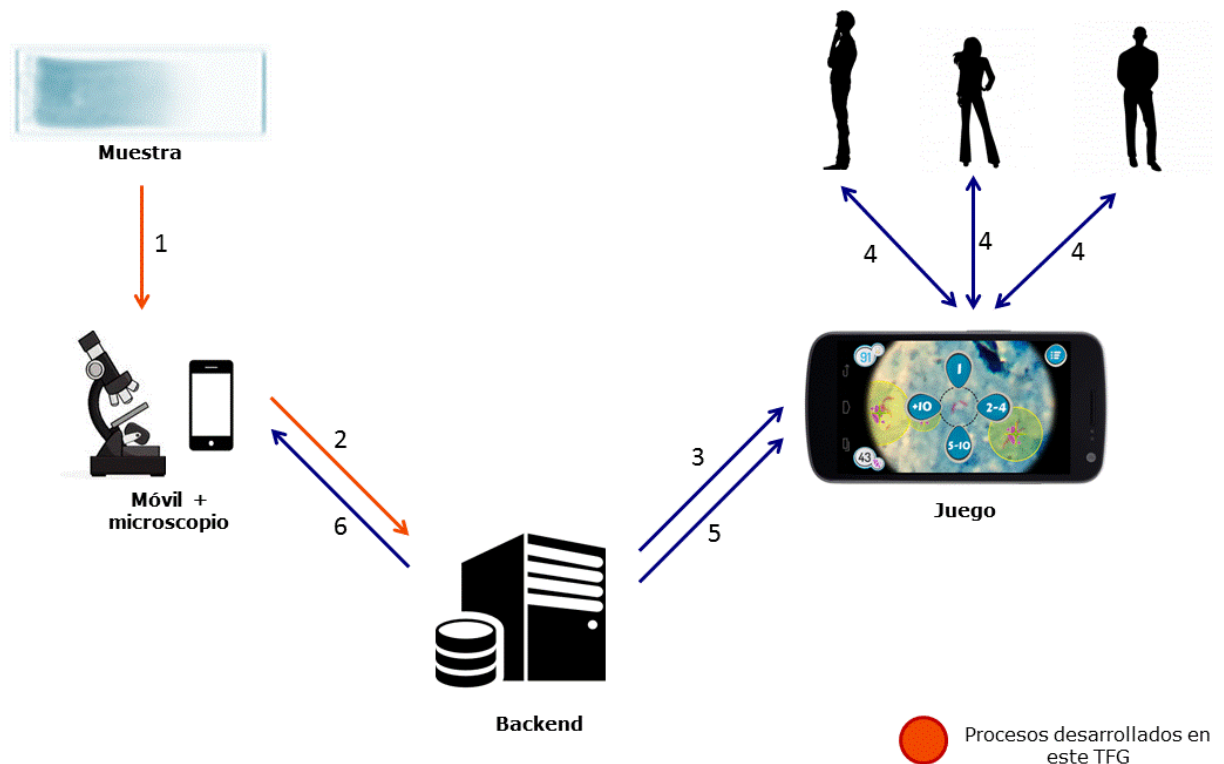 Muestra
1
4
4
4
91
1
+10
2-4
5-10
43
Juego
Móvil +
microscopio
2
6
3
5
Backend
Procesos desarrollados en
este TFG